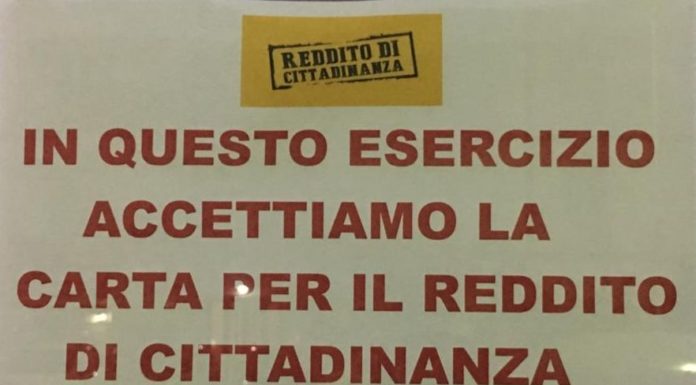 REDDITO DI
CITTADINANZA
IN QUESTO ESERCIZIO
ACCETTIAMO LA
CARTA PER IL REDDITO
DI CITTADINANZA